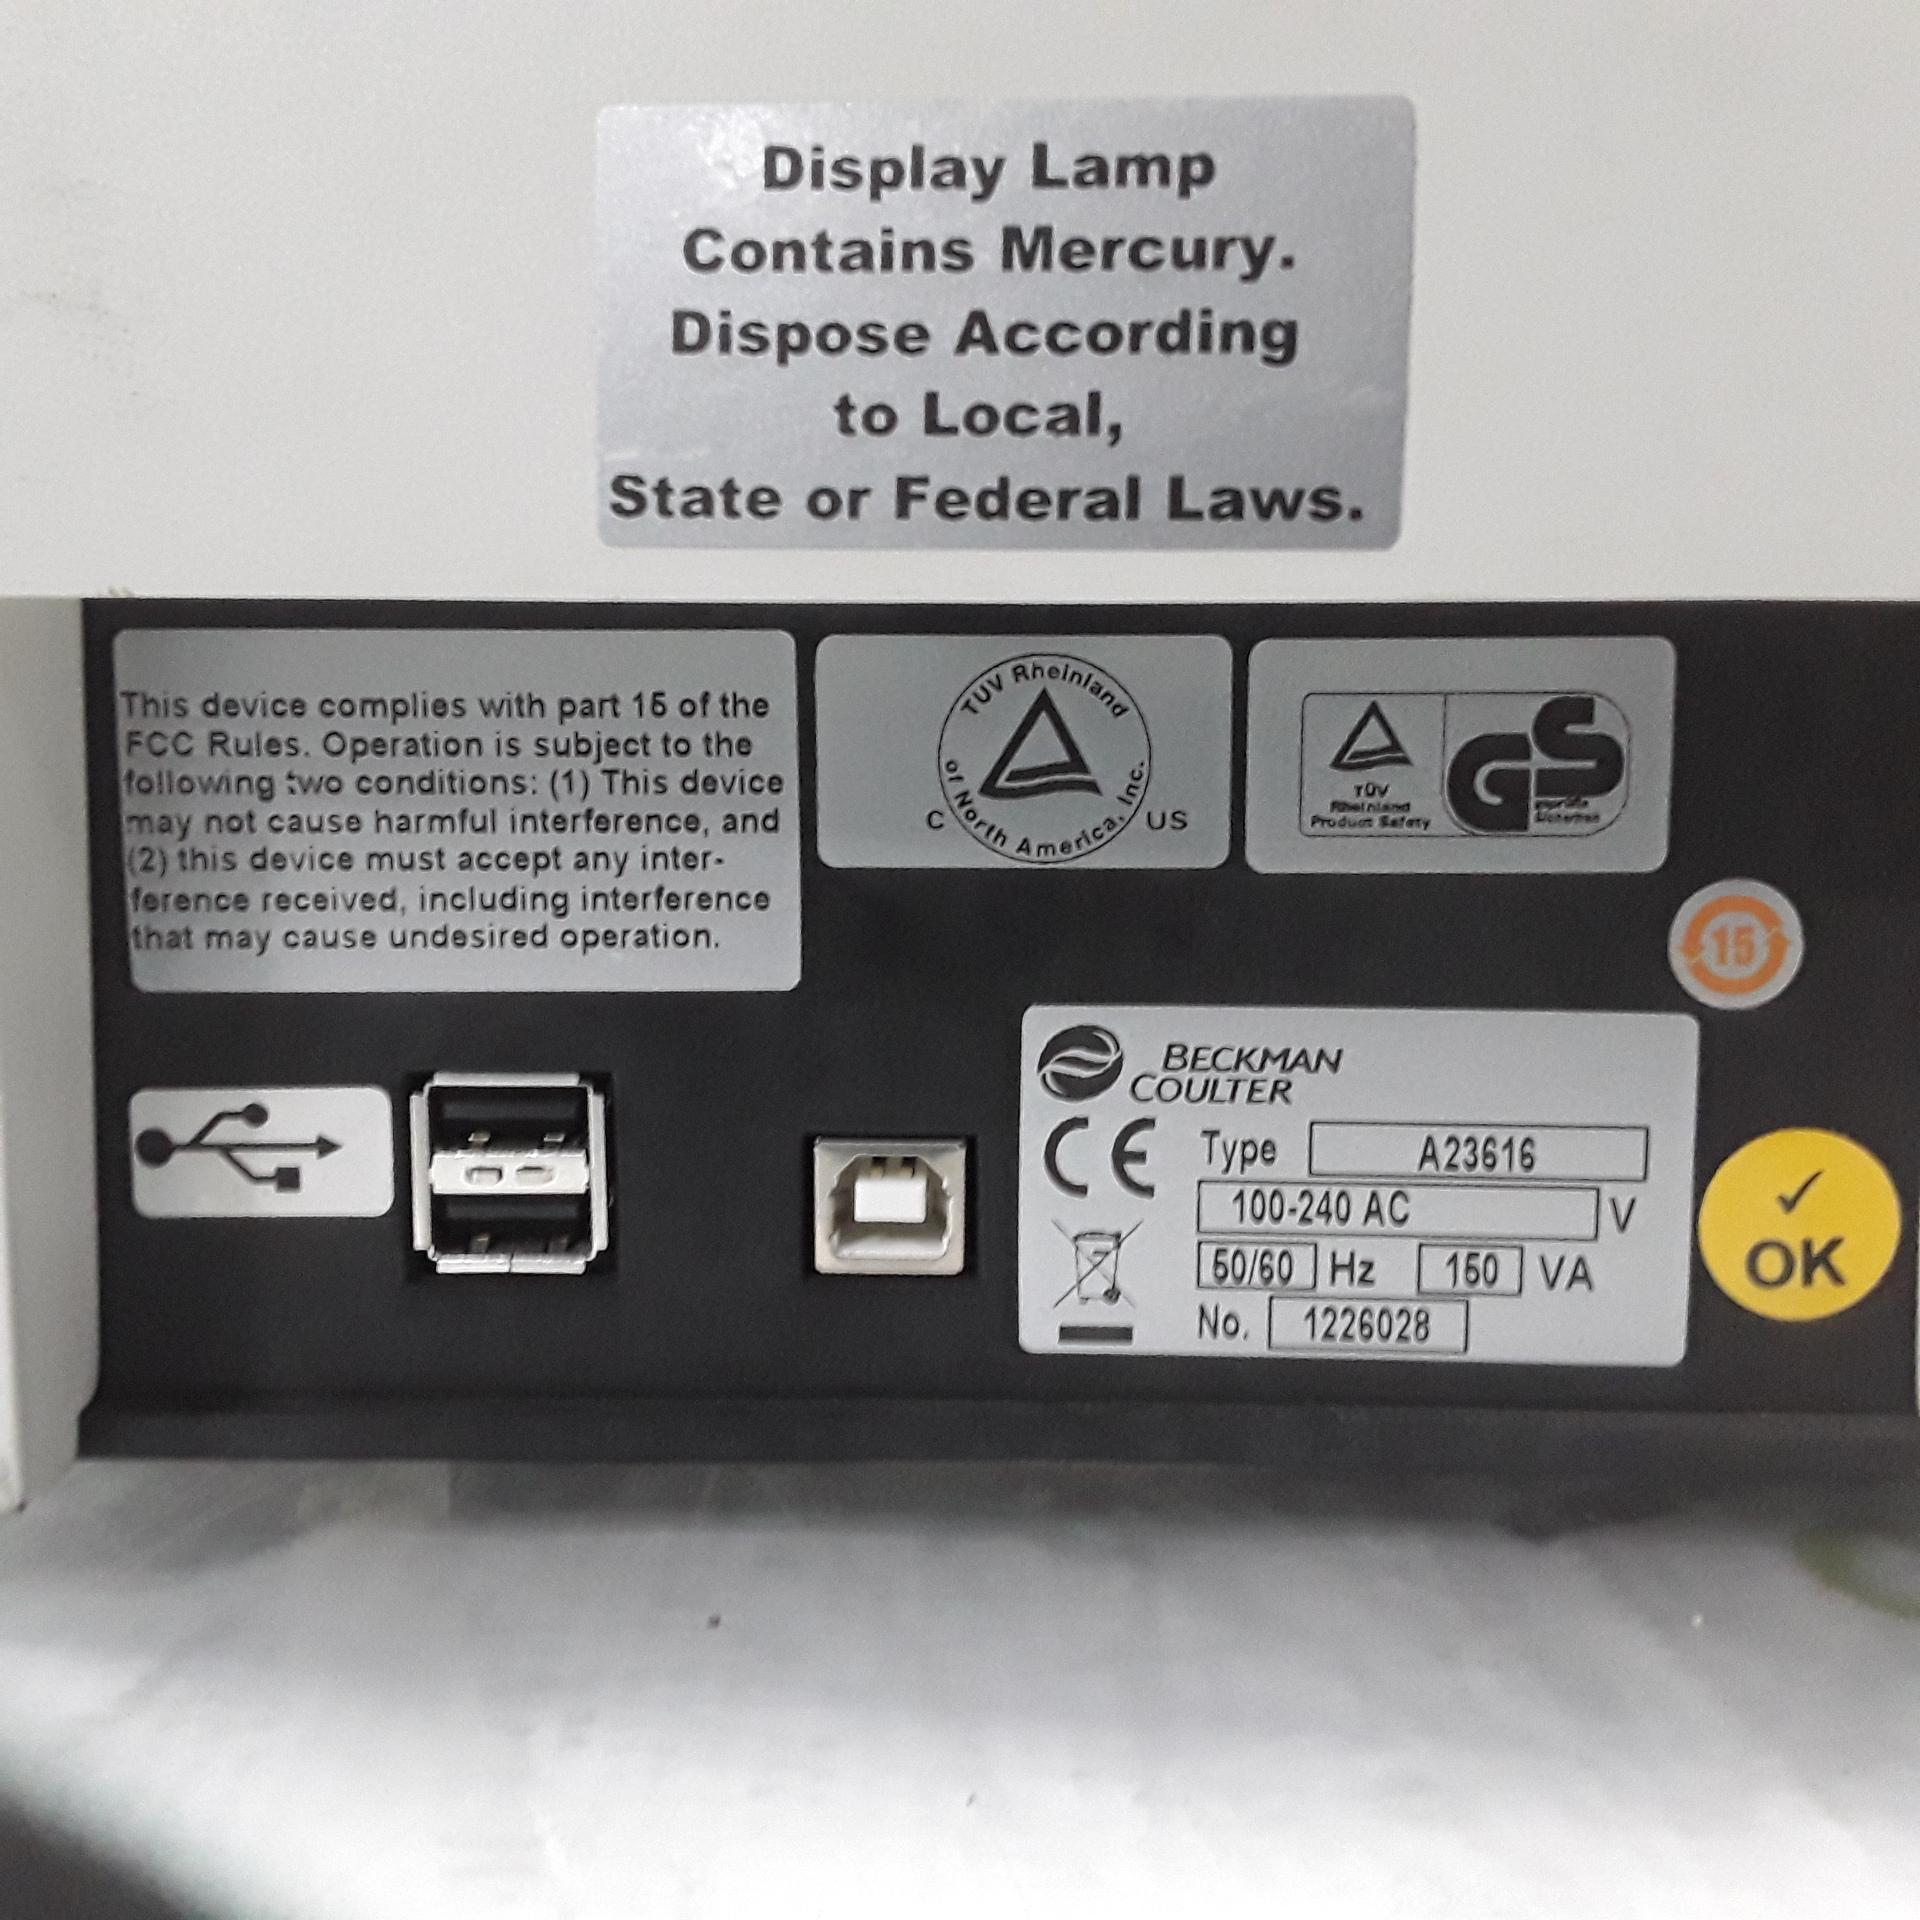 Display Lamp
Contains Mercury.
Dispose According
to Local,
State or Federal Laws.
This device complies with part 15 of the
FCC Rules. Operation is subject to the
following two conditions: (1) This device
may not cause harmful interference, and
(2) this device must accept any inter-
ference received, including interference
that may cause undesired operation.
TUV Rheinland
of North America, Inc.
C US
TÜV
Rheinland
Product Safety
GS
geprüfte
Sicherheit
15
BECKMAN
COULTER
CE
Type A23616
100-240 AC V
50/60 Hz 150 VA
No. 1226028
✓
OK